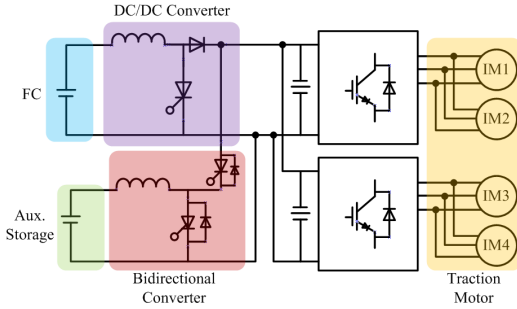 DC/DC Converter
FC
IM1
IM2
Aux.
Storage
IM3
IM4
Bidirectional
Converter
Traction
Motor